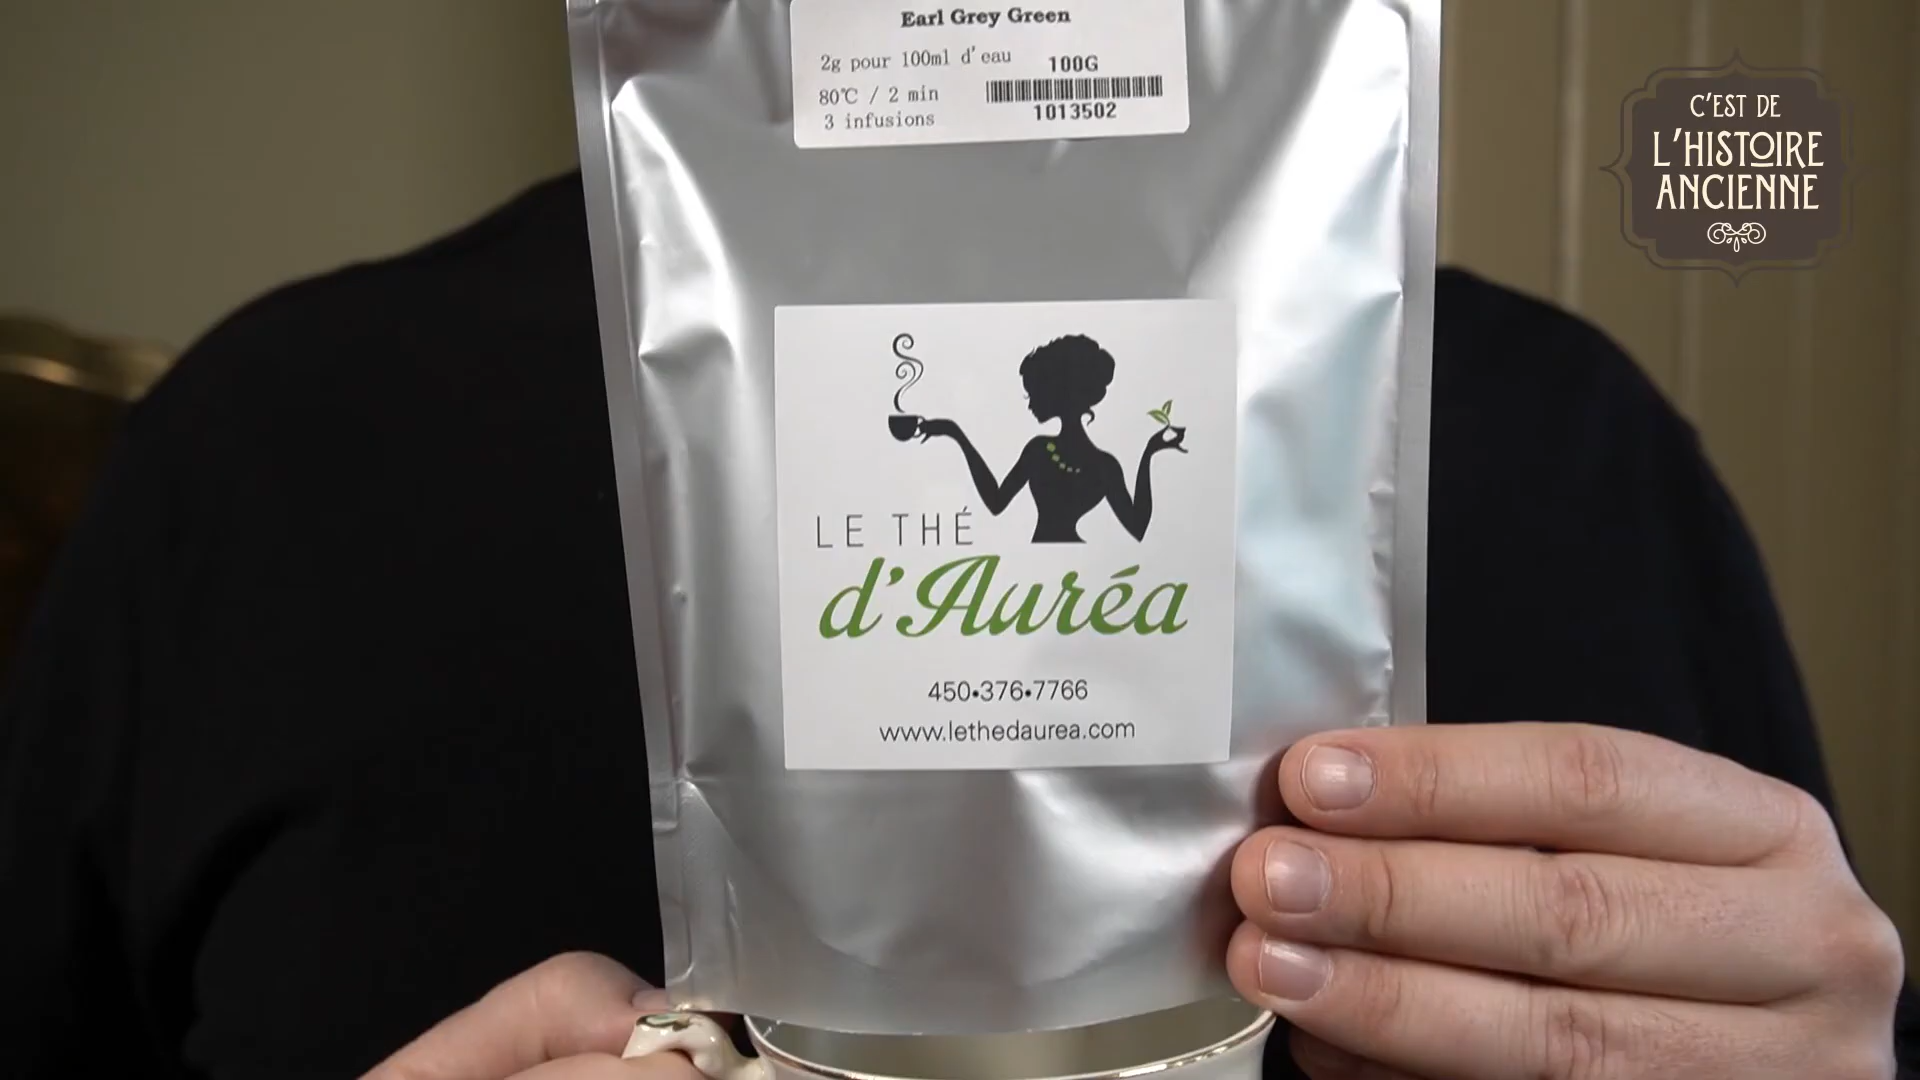 Earl Grey Green
2g pour 100ml d'eau
100G
80℃ / 2 min
3 infusions
1013502
C'EST DE
L'HISTOIRE
ANCIENNE
LE THÉ
d'Auréa
450•376•7766
www.lethedaurea.com